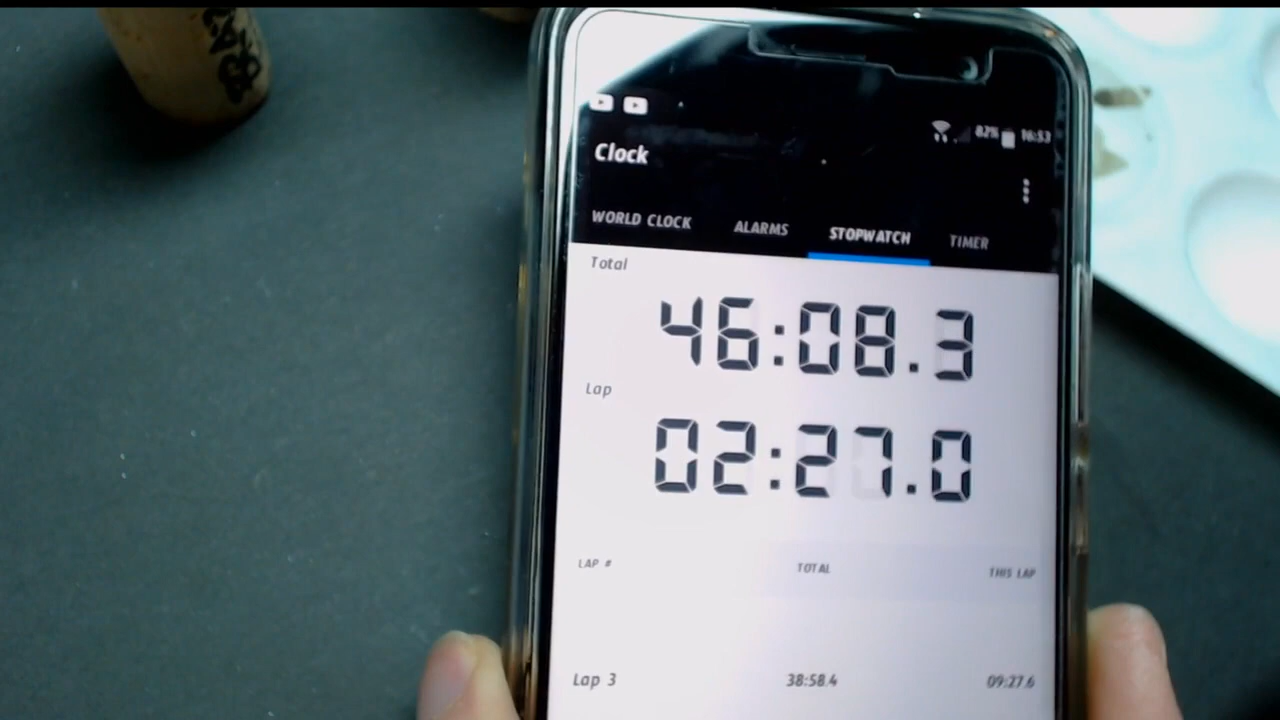 82% 16:53
Clock
WORLD CLOCK ALARMS STOPWATCH TIMER
Total
46:08.3
Lap
02:27.0
LAP # TOTAL THIS LAP
Lap 3 38:58.4 09:27.6